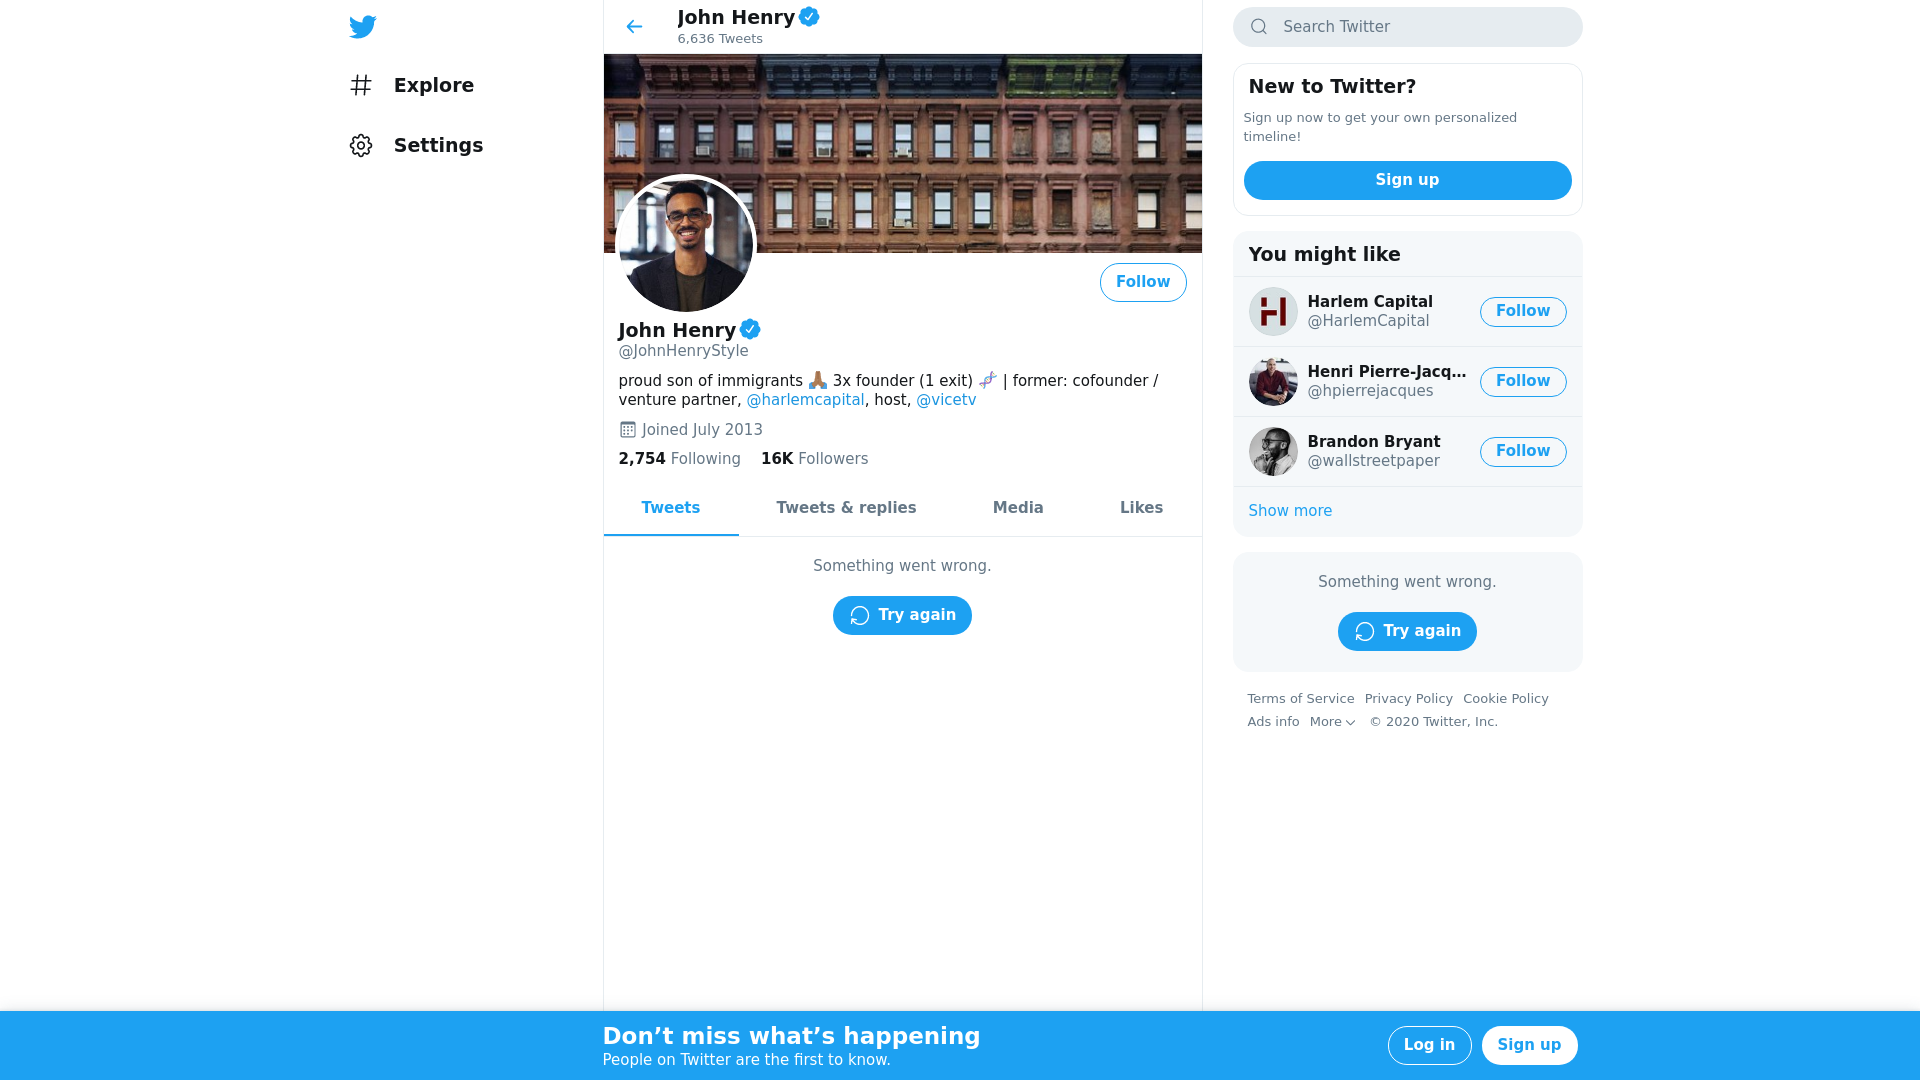 Explore
Settings
John Henry
6,636 Tweets
Follow
John Henry
@JohnHenryStyle
proud son of immigrants 🙏🏾 3x founder (1 exit) 🧬 | former: cofounder /
venture partner, @harlemcapital, host, @vicetv
Joined July 2013
2,754 Following 16K Followers
Tweets Tweets & replies Media Likes
Something went wrong.
Try again
Search Twitter
New to Twitter?
Sign up now to get your own personalized
timeline!
Sign up
You might like
Harlem Capital
@HarlemCapital
Follow
Henri Pierre-Jacq...
@hpierrejacques
Follow
Brandon Bryant
@wallstreetpaper
Follow
Show more
Something went wrong.
Try again
Terms of Service Privacy Policy Cookie Policy
Ads info More © 2020 Twitter, Inc.
Don’t miss what’s happening
People on Twitter are the first to know.
Log in
Sign up